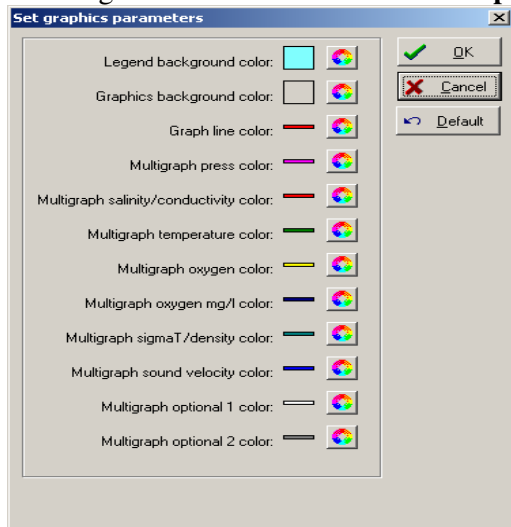 Set graphics parameters
Legend background color:
Graphics background color:
Graph line color:
Multigraph press color:
Multigraph salinity/conductivity color:
Multigraph temperature color:
Multigraph oxygen color:
Multigraph oxygen mg/l color:
Multigraph sigmaT/density color:
Multigraph sound velocity color:
Multigraph optional 1 color:
Multigraph optional 2 color:
OK
Cancel
Default